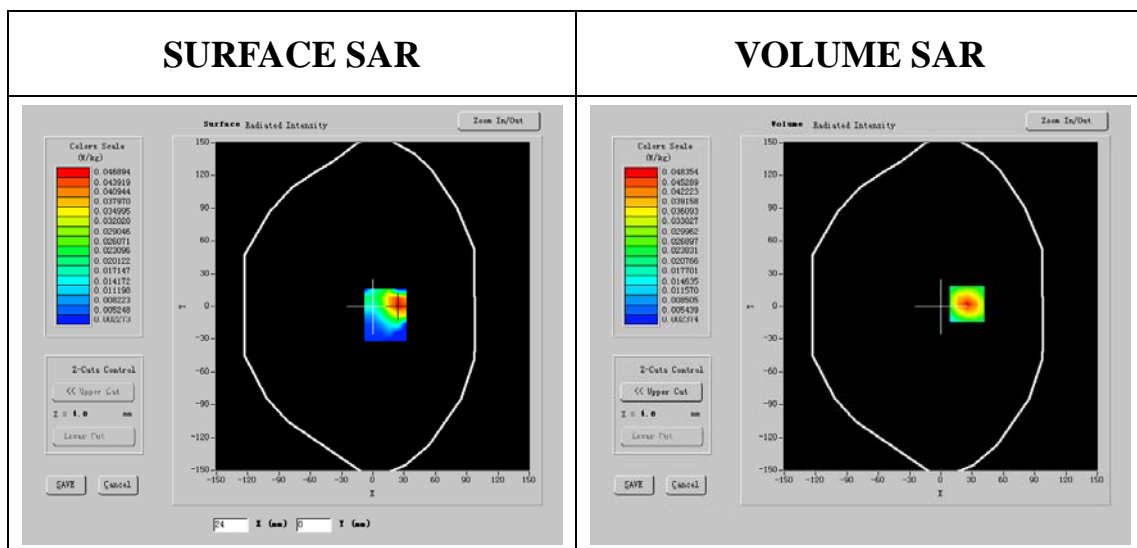 SURFACE SAR
VOLUME SAR
Surface Radiated Intensity
Zoom In/Out
Colors Scale
(W/kg)
0.046894
0.043919
0.040944
0.037970
0.034995
0.032020
0.029046
0.026071
0.023096
0.020122
0.017147
0.014172
0.011198
0.008223
0.005248
0.002273
150
120
90
60
30
0
-30
-60
-90
-120
-150
Y
-150 -120 -90 -60 -30 0 30 60 90 120 150
X
Z-Cuts Control
<< Upper Cut
Z = 4.0 mm
Lower Cut
SAVE Cancel
24 X (mm) 0 Y (mm)
Volume Radiated Intensity
Zoom In/Out
Colors Scale
(W/kg)
0.048354
0.045289
0.042223
0.039158
0.036093
0.033027
0.029962
0.026897
0.023831
0.020766
0.017701
0.014635
0.011570
0.008505
0.005439
0.002374
150
120
90
60
30
0
-30
-60
-90
-120
-150
Y
-150 -120 -90 -60 -30 0 30 60 90 120 150
X
Z-Cuts Control
<< Upper Cut
Z = 4.0 mm
Lower Cut
SAVE Cancel